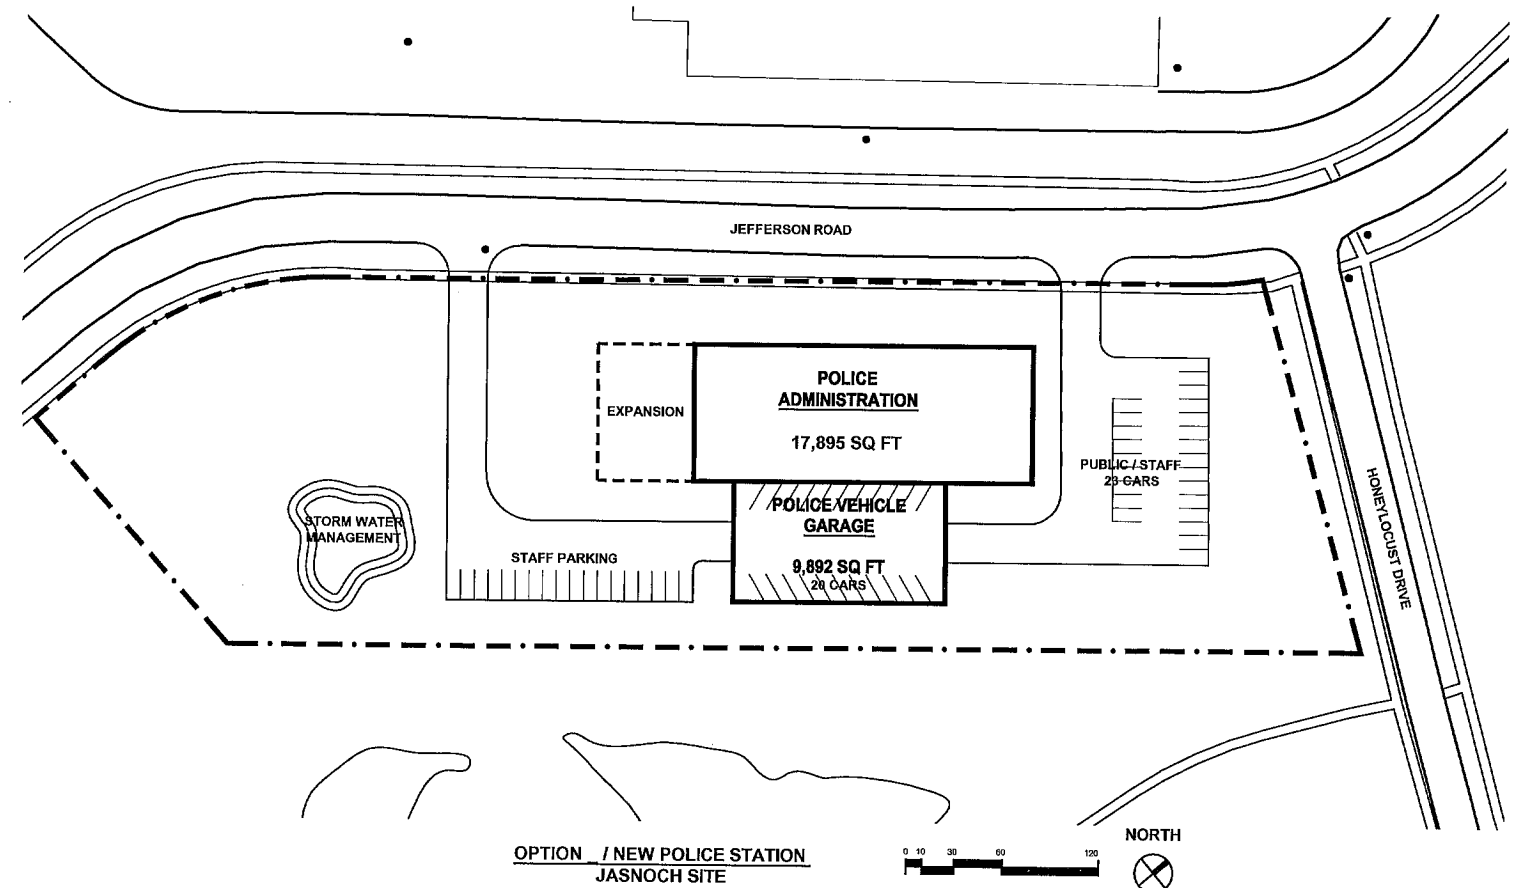 JEFFERSON ROAD
POLICE
ADMINISTRATION
17,895 SQ FT
EXPANSION
PUBLIC / STAFF
23 CARS
POLICE VEHICLE
GARAGE
9,892 SQ FT
20 CARS
STORM WATER
MANAGEMENT
STAFF PARKING
HONEYLOCUST DRIVE
OPTION _ / NEW POLICE STATION
JASNOCH SITE
0 10 30 60 120
NORTH